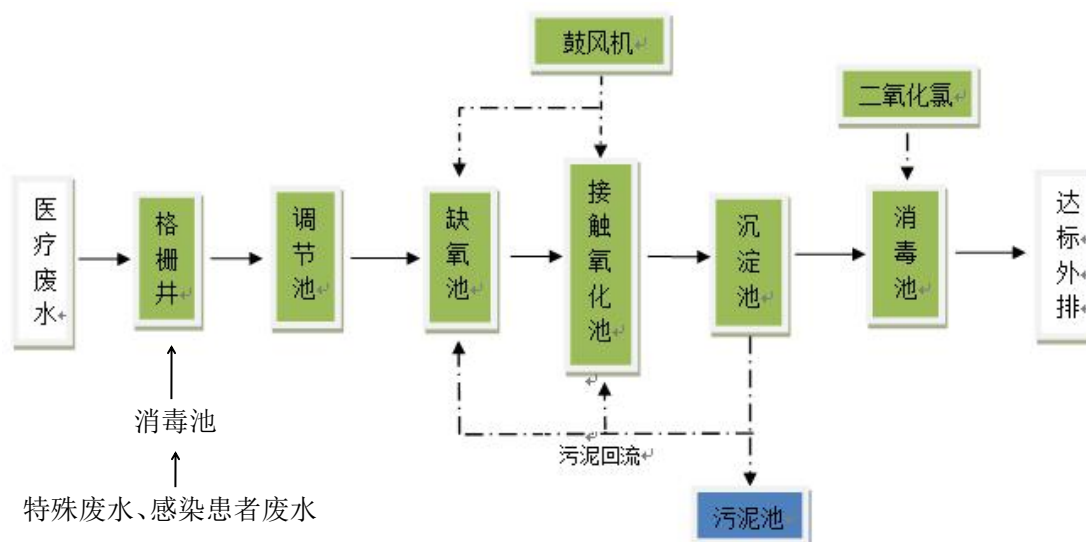 鼓风机
二氧化氯
医疗废水
格栅井
调节池
缺氧池
接触氧化池
沉淀池
消毒池
达标外排
消毒池
污泥回流
特殊废水、感染患者废水
污泥池